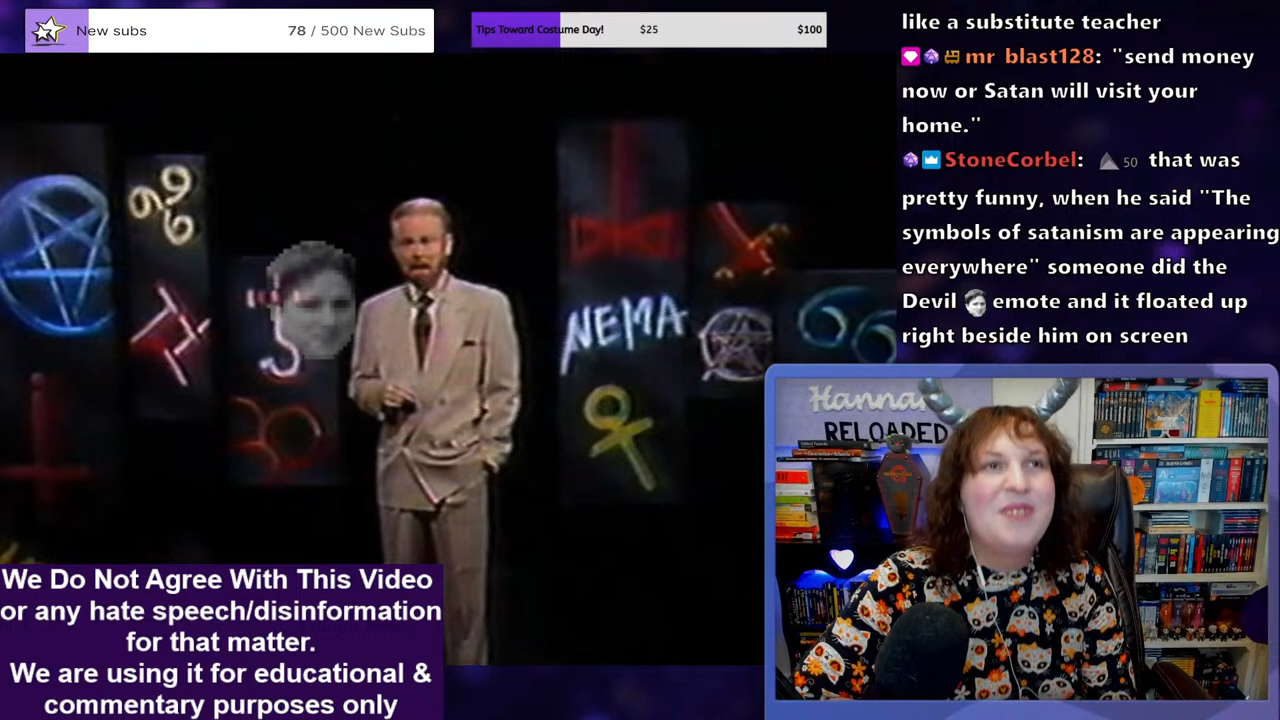 New subs 78 / 500 New Subs
Tips Toward Costume Day! $25 $100
like a substitute teacher
mr_blast128: "send money
now or Satan will visit your
home."
StoneCorbel: 50 that was
pretty funny, when he said "The
symbols of satanism are appearing
everywhere" someone did the
Devil emote and it floated up
right beside him on screen
NEMA
Hannah
RELOADED
We Do Not Agree With This Video
or any hate speech/disinformation
for that matter.
We are using it for educational &
commentary purposes only